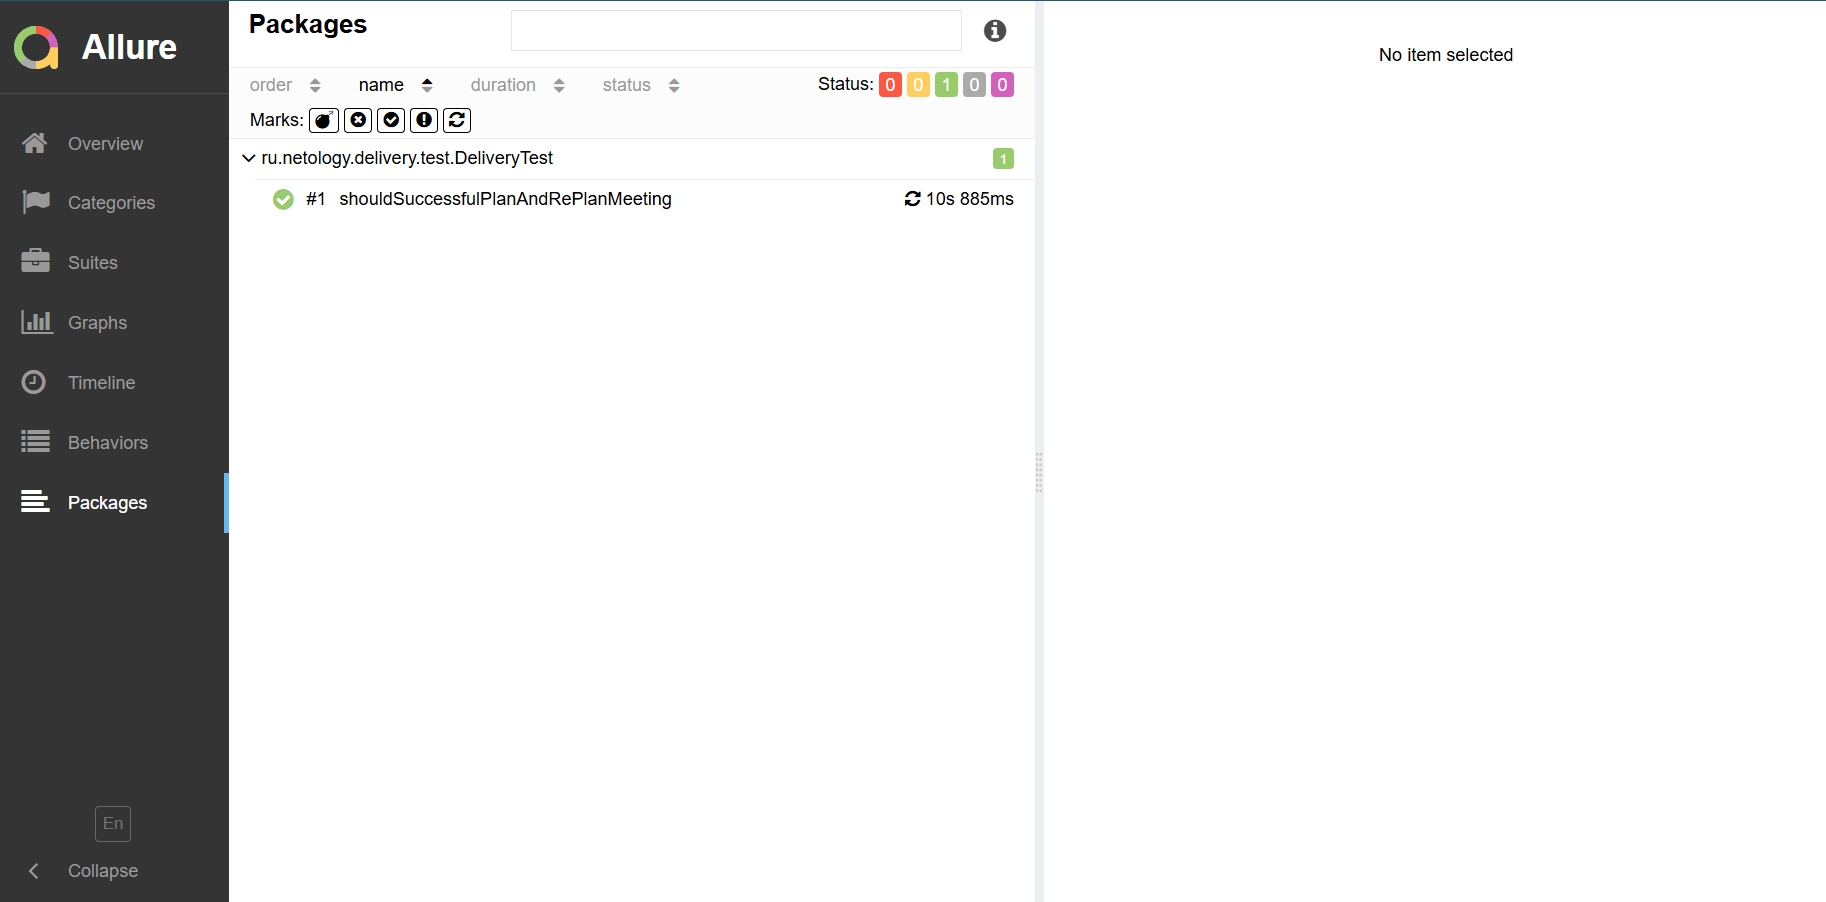 Allure
Overview
Categories
Suites
Graphs
Timeline
Behaviors
Packages
En
Collapse
Packages
order name duration status Status: 0 0 1 0 0
Marks:
ru.netology.delivery.test.DeliveryTest 1
#1 shouldSuccessfulPlanAndRePlanMeeting 10s 885ms
No item selected